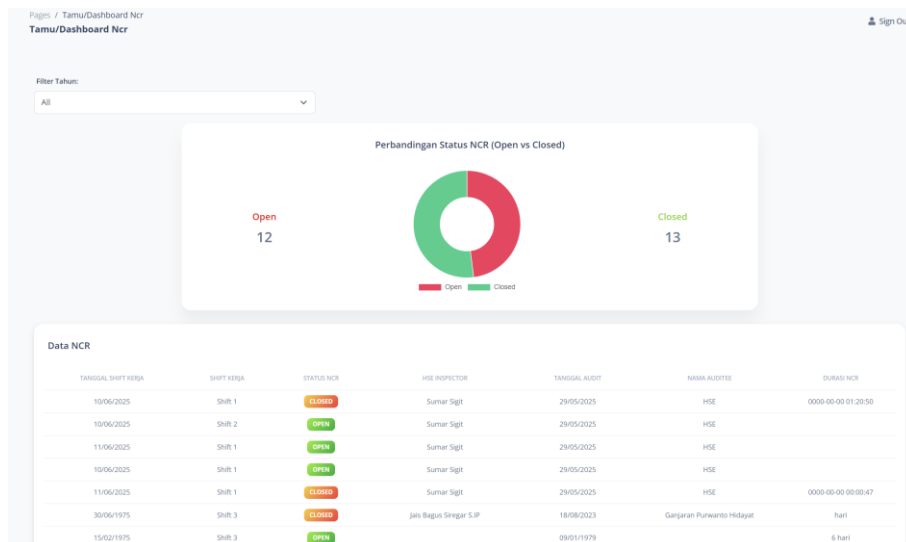 Pages / Tamu/Dashboard Ncr
Tamu/Dashboard Ncr
Sign Ou
Filter Tahun:
All
Perbandingan Status NCR (Open vs Closed)
Open
12
Closed
13
Open Closed
Data NCR
TANGGAL SHIFT KERJA SHIFT KERJA STATUS NCR HSE INSPECTOR TANGGAL AUDIT NAMA AUDITEE DURASI NCR
10/06/2025 Shift 1 CLOSED Sumar Sigit 29/05/2025 HSE 0000-00-00 01:20:50
10/06/2025 Shift 2 OPEN Sumar Sigit 29/05/2025 HSE
11/06/2025 Shift 1 OPEN Sumar Sigit 29/05/2025 HSE
10/06/2025 Shift 1 OPEN Sumar Sigit 29/05/2025 HSE
11/06/2025 Shift 1 CLOSED Sumar Sigit 29/05/2025 HSE 0000-00-00 00:00:47
30/06/1975 Shift 3 CLOSED Jais Bagus Siregar S.IP 18/08/2023 Ganjaran Purwanto Hidayat hari
15/02/1975 Shift 3 OPEN 09/01/1979 6 hari